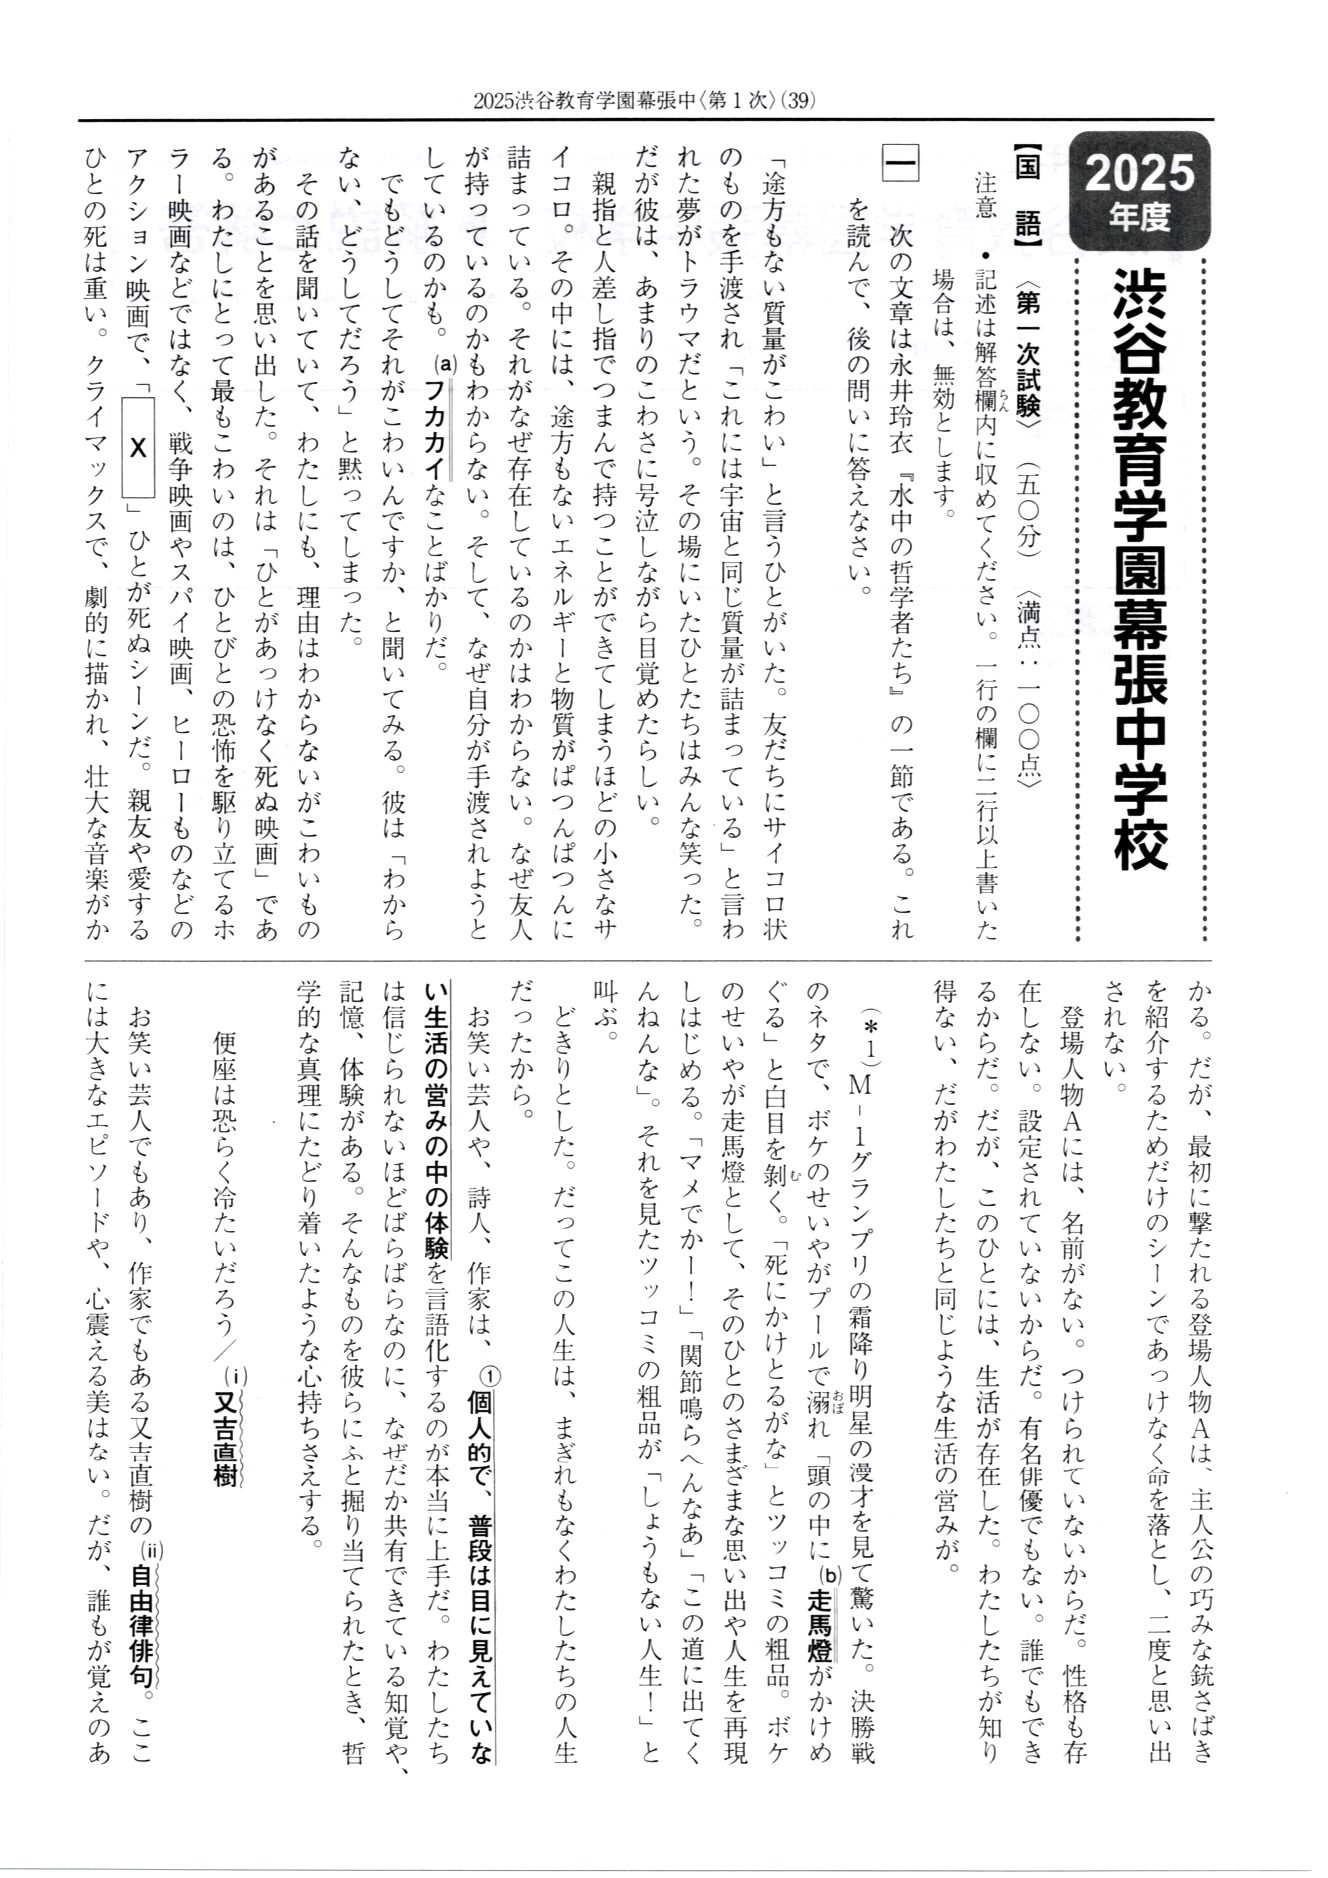 2025渋谷教育学園幕張中〈第1次〉(39)
2025年度
渋谷教育学園幕張中学校
【国　語】〈第一次試験〉（五〇分）〈満点：一〇〇点〉
注意　・記述は解答欄内に収めてください。一行の欄に二行以上書いた
場合は、無効とします。
一　次の文章は永井玲衣『水中の哲学者たち』の一節である。これ
を読んで、後の問いに答えなさい。
「途方もない質量がこわい」と言うひとがいた。友だちにサイコロ状
のものを手渡され「これには宇宙と同じ質量が詰まっている」と言わ
れた夢がトラウマだという。その場にいたひとたちはみんな笑った。
だが彼は、あまりのこわさに号泣しながら目覚めたらしい。
親指と人差し指でつまんで持つことができてしまうほどの小さなサ
イコロ。その中には、途方もないエネルギーと物質がぱつんぱつんに
詰まっている。それがなぜ存在しているのかはわからない。なぜ友人
が持っているのかもわからない。そして、なぜ自分が手渡されようと
しているのかも。(a)フカカイなことばかりだ。
でもどうしてそれがこわいんですか、と聞いてみる。彼は「わから
ない、どうしてだろう」と黙ってしまった。
その話を聞いていて、わたしにも、理由はわからないがこわいもの
があることを思い出した。それは「ひとがあっけなく死ぬ映画」であ
る。わたしにとって最もこわいのは、ひとびとの恐怖を駆り立てるホ
ラー映画などではなく、戦争映画やスパイ映画、ヒーローものなどの
アクション映画で、「X」ひとが死ぬシーンだ。親友や愛する
ひとの死は重い。クライマックスで、劇的に描かれ、壮大な音楽がか
かる。だが、最初に撃たれる登場人物Aは、主人公の巧みな銃さばき
を紹介するためだけのシーンであっけなく命を落とし、二度と思い出
されない。
登場人物Aには、名前がない。つけられていないからだ。性格も存
在しない。設定されていないからだ。有名俳優でもない。誰でもでき
るからだ。だが、このひとには、生活が存在した。わたしたちが知り
得ない、だがわたしたちと同じような生活の営みが。
(＊1)M-1グランプリの霜降り明星の漫才を見て驚いた。決勝戦
のネタで、ボケのせいやがプールで溺れ「頭の中に(b)走馬燈がかけめ
ぐる」と白目を剝く。「死にかけとるがな」とツッコミの粗品。ボケ
のせいやが走馬燈として、そのひとのさまざまな思い出や人生を再現
しはじめる。「マメでかー！」「関節鳴らへんなあ」「この道に出てく
んねんな」。それを見たツッコミの粗品が「しょうもない人生！」と
叫ぶ。
どきりとした。だってこの人生は、まぎれもなくわたしたちの人生
だったから。
お笑い芸人や、詩人、作家は、①個人的で、普段は目に見えていな
い生活の営みの中の体験を言語化するのが本当に上手だ。わたしたち
は信じられないほどばらばらなのに、なぜだか共有できている知覚や、
記憶、体験がある。そんなものを彼らにふと掘り当てられたとき、哲
学的な真理にたどり着いたような心持ちさえする。
便座は恐らく冷たいだろう／(i)又吉直樹
お笑い芸人でもあり、作家でもある又吉直樹の(ii)自由律俳句。ここ
には大きなエピソードや、心震える美はない。だが、誰もが覚えのあ